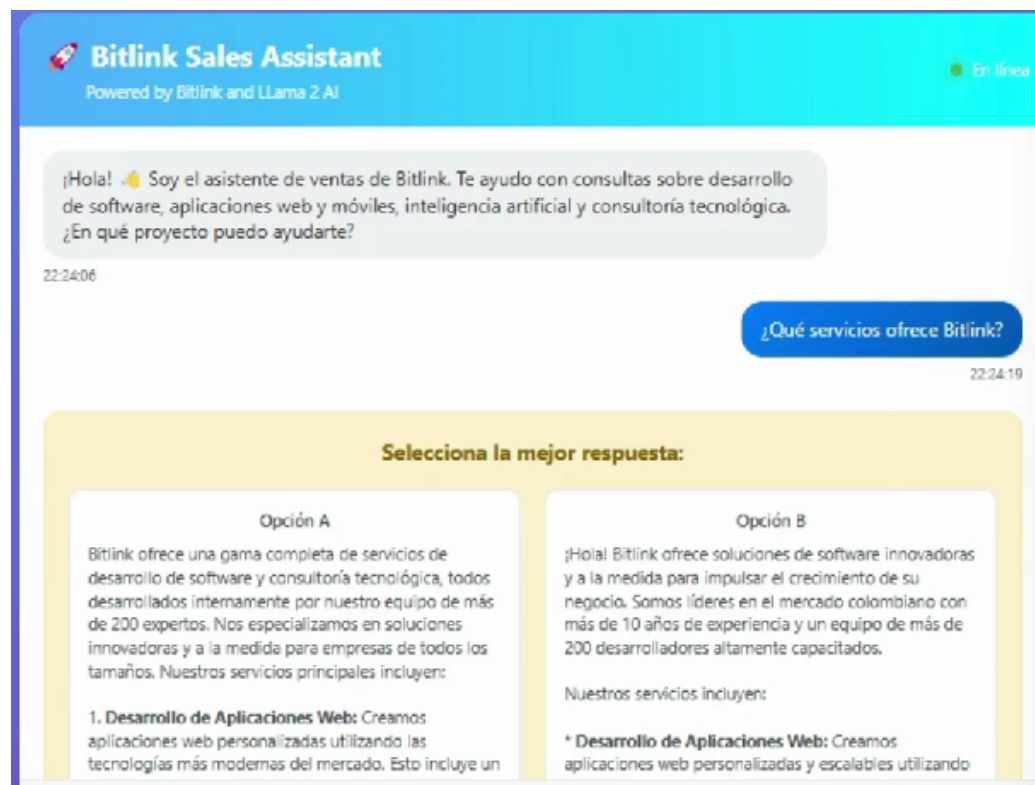 Bitlink Sales Assistant
Powered by Bitlink and LLama 2 AI
En línea
¡Hola! 👋 Soy el asistente de ventas de Bitlink. Te ayudo con consultas sobre desarrollo
de software, aplicaciones web y móviles, inteligencia artificial y consultoría tecnológica.
¿En qué proyecto puedo ayudarte?
22:24:06
¿Qué servicios ofrece Bitlink?
22:24:19
Selecciona la mejor respuesta:
Opción A
Bitlink ofrece una gama completa de servicios de
desarrollo de software y consultoría tecnológica, todos
desarrollados internamente por nuestro equipo de más
de 200 expertos. Nos especializamos en soluciones
innovadoras y a la medida para empresas de todos los
tamaños. Nuestros servicios principales incluyen:
1. Desarrollo de Aplicaciones Web: Creamos
aplicaciones web personalizadas utilizando las
tecnologías más modernas del mercado. Esto incluye un
Opción B
¡Hola! Bitlink ofrece soluciones de software innovadoras
y a la medida para impulsar el crecimiento de su
negocio. Somos líderes en el mercado colombiano con
más de 10 años de experiencia y un equipo de más de
200 desarrolladores altamente capacitados.
Nuestros servicios incluyen:
* Desarrollo de Aplicaciones Web: Creamos
aplicaciones web personalizadas y escalables utilizando